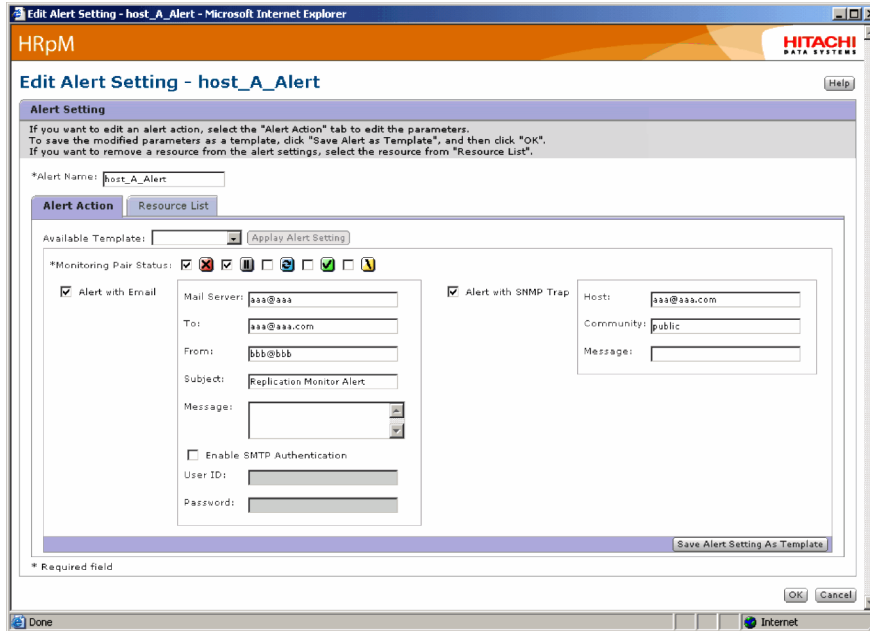 Edit Alert Setting - host_A_Alert - Microsoft Internet Explorer
HRpM
HITACHI
DATA SYSTEMS
Edit Alert Setting - host_A_Alert
Help
Alert Setting
If you want to edit an alert action, select the "Alert Action" tab to edit the parameters.
To save the modified parameters as a template, click "Save Alert as Template", and then click "OK".
If you want to remove a resource from the alert settings, select the resource from "Resource List".
*Alert Name: host_A_Alert
Alert Action Resource List
Available Template: Applay Alert Setting
*Monitoring Pair Status:
Alert with Email
Mail Server: aaa@aaa
To: aaa@aaa.com
From: bbb@bbb
Subject: Replication Monitor Alert
Message:
Enable SMTP Authentication
User ID:
Password:
Alert with SNMP Trap
Host: aaa@aaa.com
Community: public
Message:
Save Alert Setting As Template
* Required field
OK Cancel
Done Internet